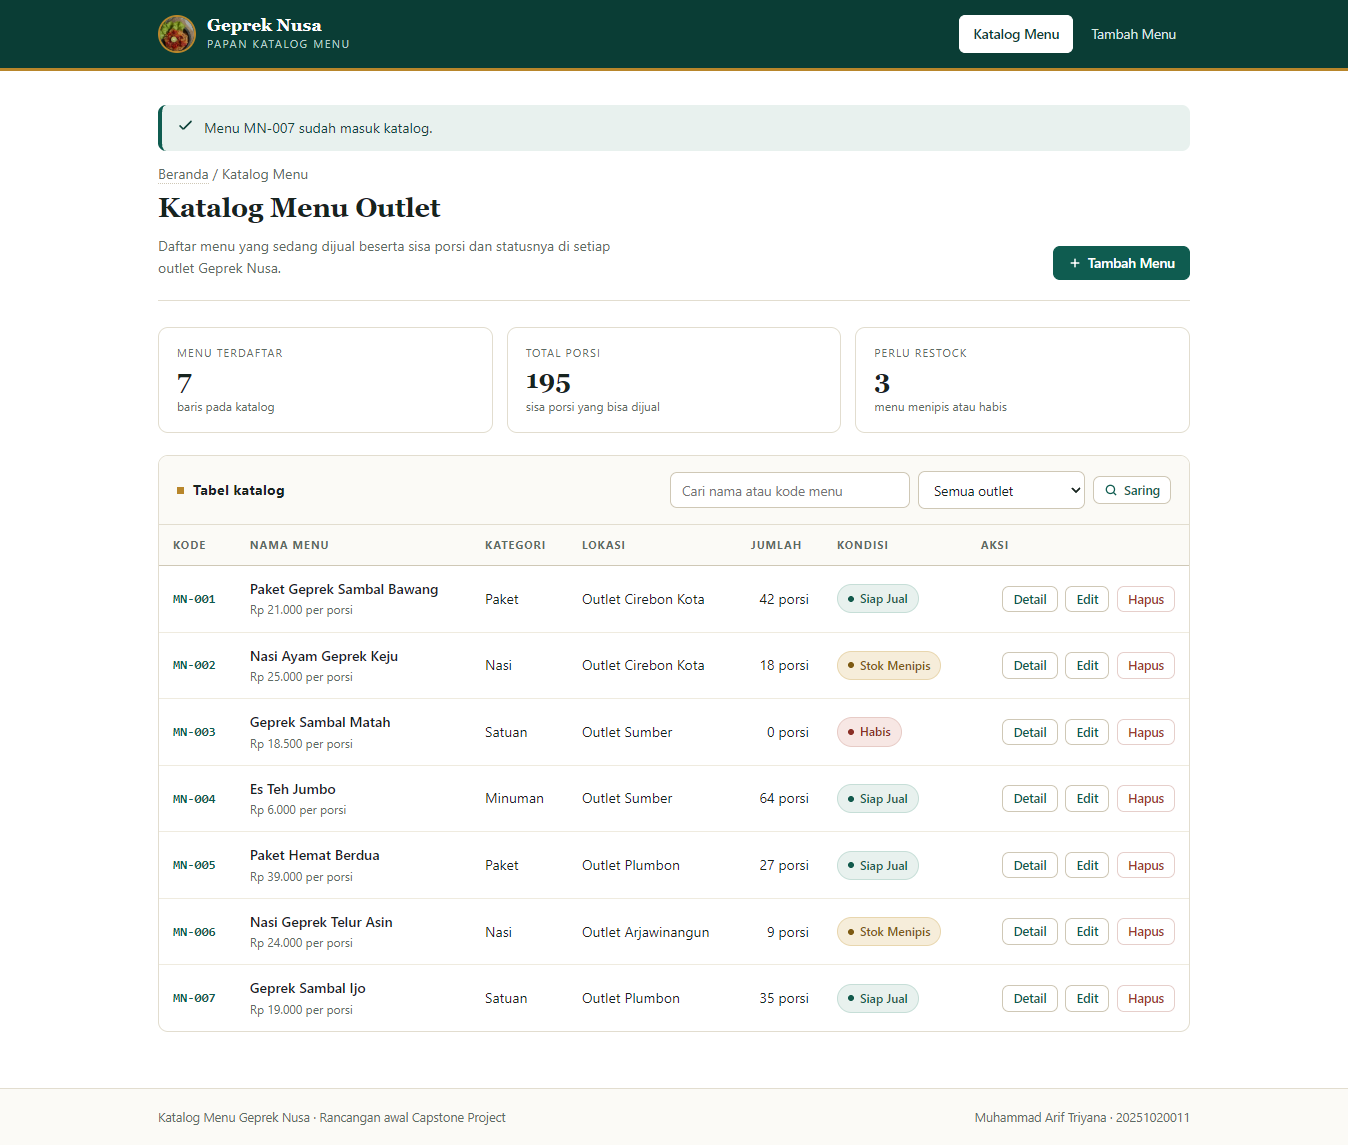 Geprek Nusa
PAPAN KATALOG MENU
Katalog Menu
Tambah Menu
Menu MN-007 sudah masuk katalog.
Beranda / Katalog Menu
Katalog Menu Outlet
Daftar menu yang sedang dijual beserta sisa porsi dan statusnya di setiap
outlet Geprek Nusa.
+ Tambah Menu
MENU TERDAFTAR
7
baris pada katalog
TOTAL PORSI
195
sisa porsi yang bisa dijual
PERLU RESTOCK
3
menu menipis atau habis
Tabel katalog
Cari nama atau kode menu
Semua outlet
Saring
KODE NAMA MENU KATEGORI LOKASI JUMLAH KONDISI AKSI
MN-001 Paket Geprek Sambal Bawang Paket Outlet Cirebon Kota 42 porsi Siap Jual Detail Edit Hapus
Rp 21.000 per porsi
MN-002 Nasi Ayam Geprek Keju Nasi Outlet Cirebon Kota 18 porsi Stok Menipis Detail Edit Hapus
Rp 25.000 per porsi
MN-003 Geprek Sambal Matah Satuan Outlet Sumber 0 porsi Habis Detail Edit Hapus
Rp 18.500 per porsi
MN-004 Es Teh Jumbo Minuman Outlet Sumber 64 porsi Siap Jual Detail Edit Hapus
Rp 6.000 per porsi
MN-005 Paket Hemat Berdua Paket Outlet Plumbon 27 porsi Siap Jual Detail Edit Hapus
Rp 39.000 per porsi
MN-006 Nasi Geprek Telur Asin Nasi Outlet Arjawinangun 9 porsi Stok Menipis Detail Edit Hapus
Rp 24.000 per porsi
MN-007 Geprek Sambal Ijo Satuan Outlet Plumbon 35 porsi Siap Jual Detail Edit Hapus
Rp 19.000 per porsi
Katalog Menu Geprek Nusa · Rancangan awal Capstone Project
Muhammad Arif Triyana · 20251020011